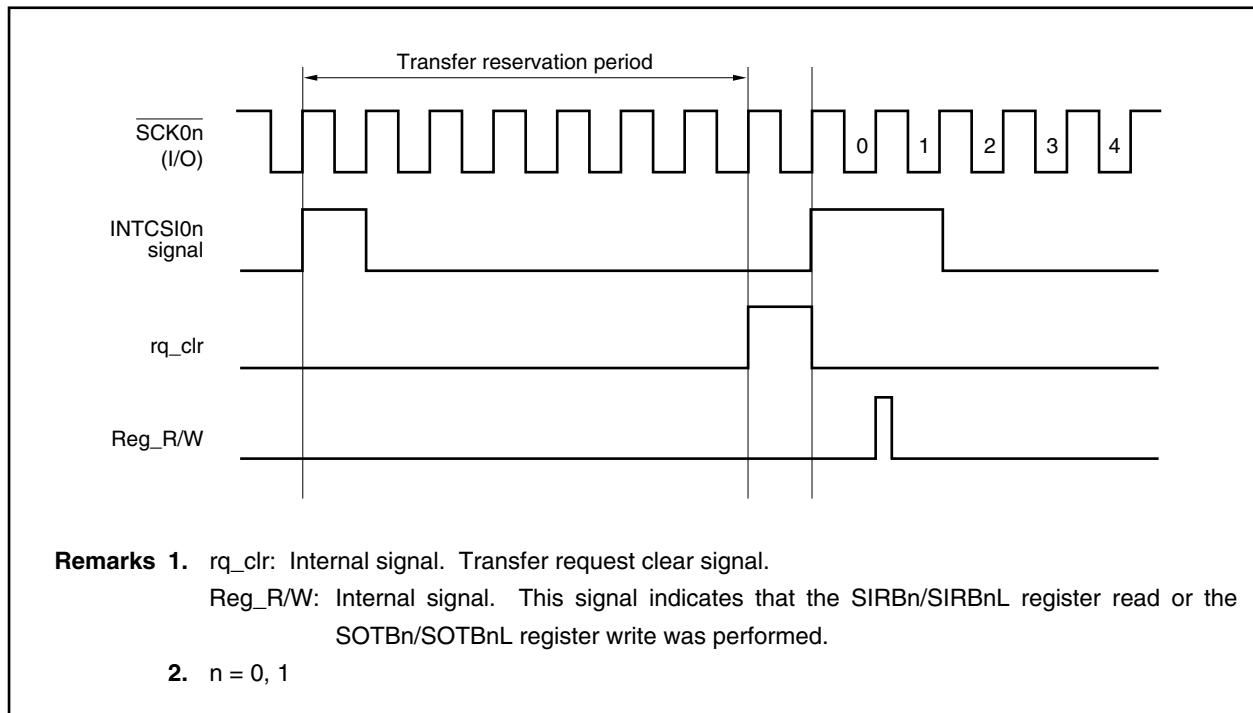 Transfer reservation period
SCK0n
(I/O)
0 1 2 3 4
INTCSI0n
signal
rq_clr
Reg_R/W
Remarks 1. rq_clr: Internal signal. Transfer request clear signal.
Reg_R/W: Internal signal. This signal indicates that the SIRBn/SIRBnL register read or the
SOTBn/SOTBnL register write was performed.
2. n = 0, 1